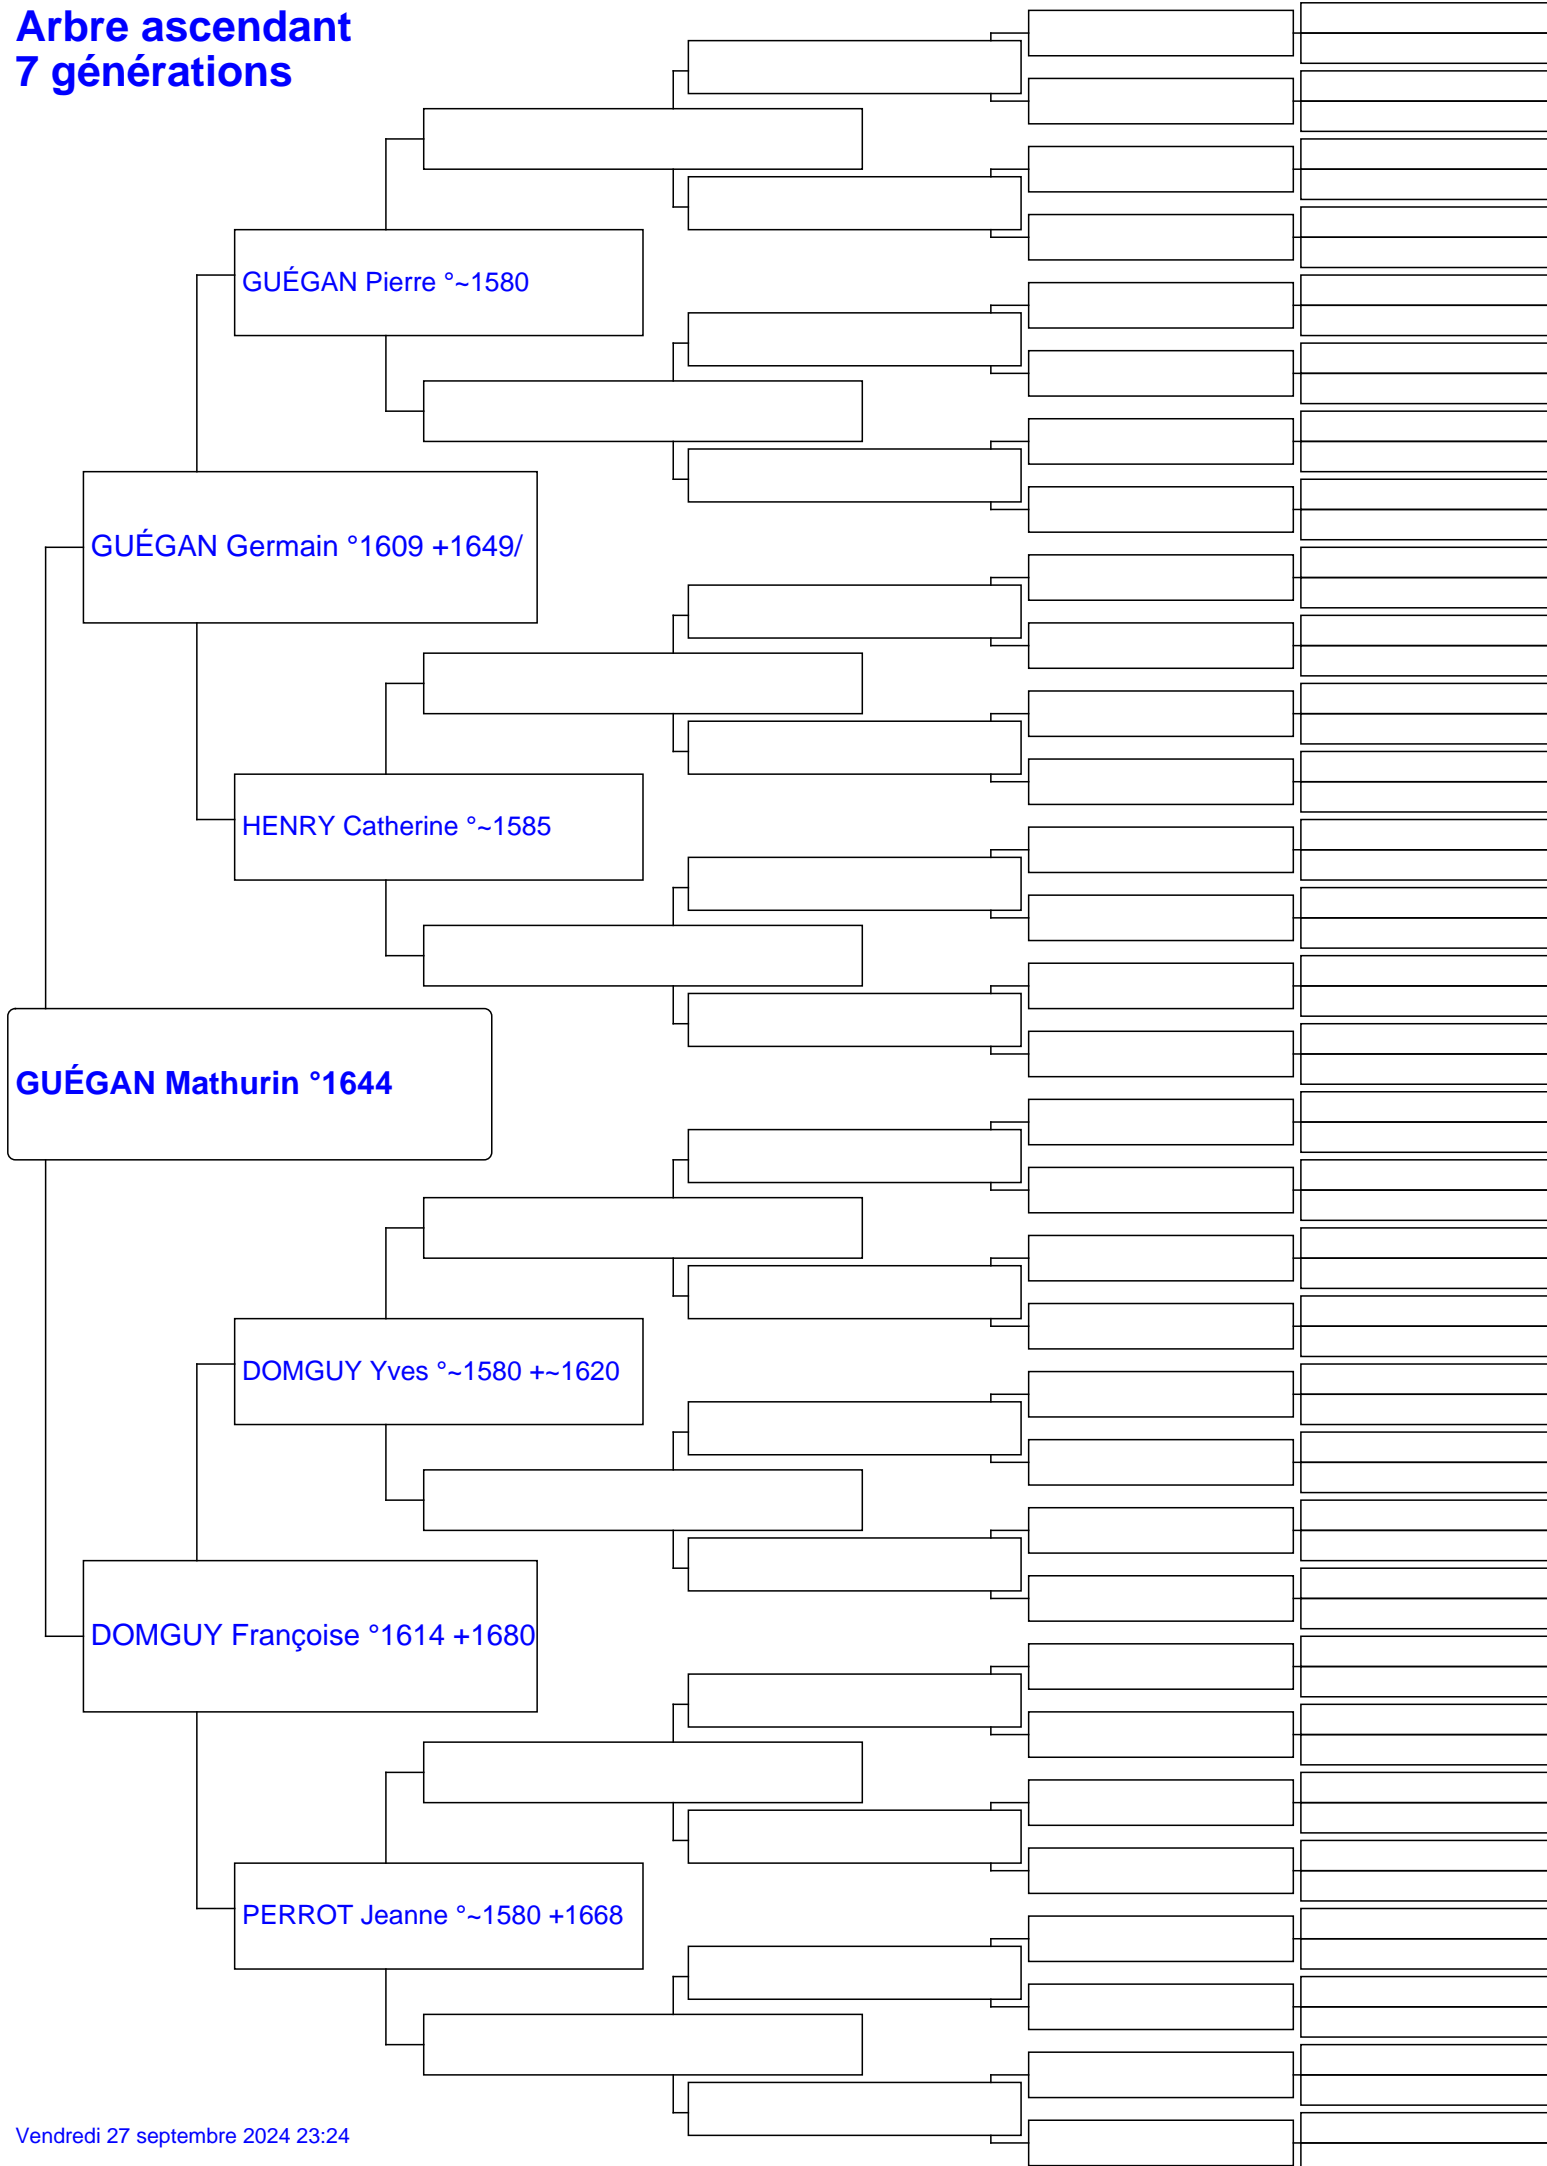 Arbre ascendant
7 générations
GUÉGAN Pierre °~1580
GUÉGAN Germain °1609 +1649/
HENRY Catherine °~1585
GUÉGAN Mathurin °1644
DOMGUY Yves °~1580 +~1620
DOMGUY Françoise °1614 +1680
PERROT Jeanne °~1580 +1668
Vendredi 27 septembre 2024 23:24